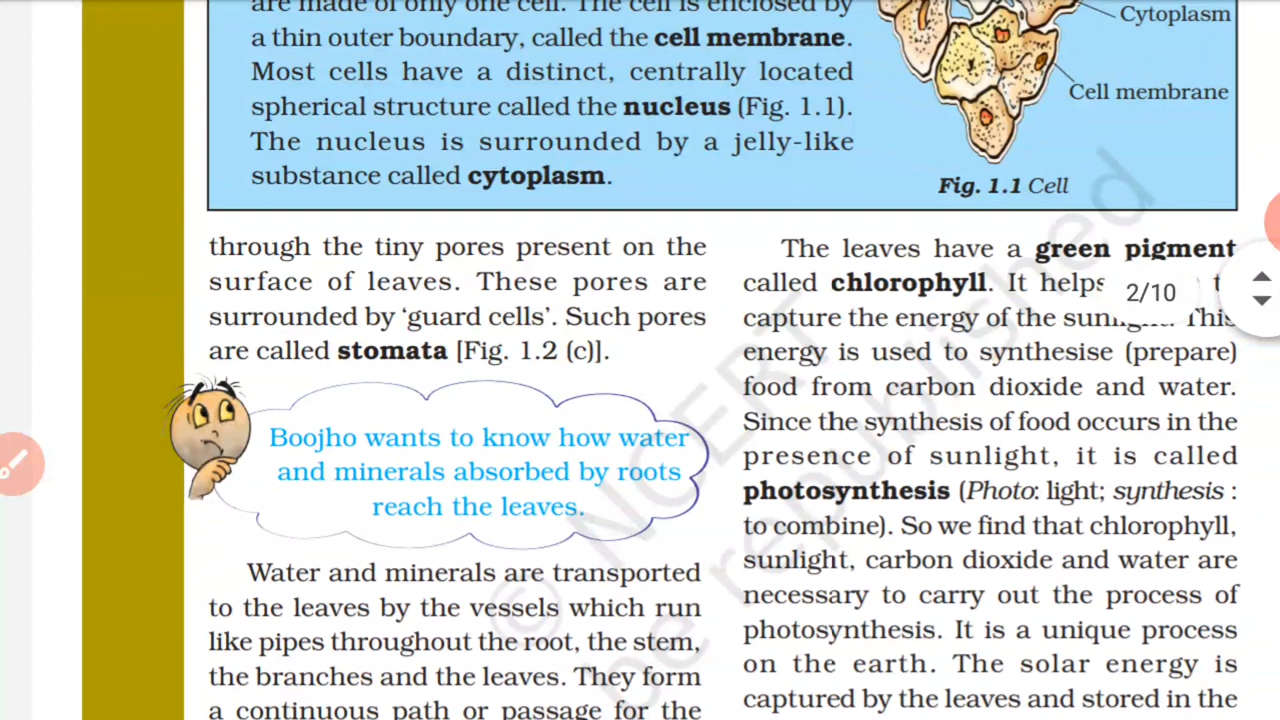 are made of only one cell. The cell is enclosed by
a thin outer boundary, called the cell membrane.
Most cells have a distinct, centrally located
spherical structure called the nucleus (Fig. 1.1).
The nucleus is surrounded by a jelly-like
substance called cytoplasm.
Cytoplasm
Cell membrane
Fig. 1.1 Cell
through the tiny pores present on the
surface of leaves. These pores are
surrounded by ‘guard cells’. Such pores
are called stomata [Fig. 1.2 (c)].
Boojho wants to know how water
and minerals absorbed by roots
reach the leaves.
Water and minerals are transported
to the leaves by the vessels which run
like pipes throughout the root, the stem,
the branches and the leaves. They form
a continuous path or passage for the
The leaves have a green pigment
called chlorophyll. It helps
2/10
capture the energy of the sunlight. This
energy is used to synthesise (prepare)
food from carbon dioxide and water.
Since the synthesis of food occurs in the
presence of sunlight, it is called
photosynthesis (Photo: light; synthesis :
to combine). So we find that chlorophyll,
sunlight, carbon dioxide and water are
necessary to carry out the process of
photosynthesis. It is a unique process
on the earth. The solar energy is
captured by the leaves and stored in the
© NCERT
be republished